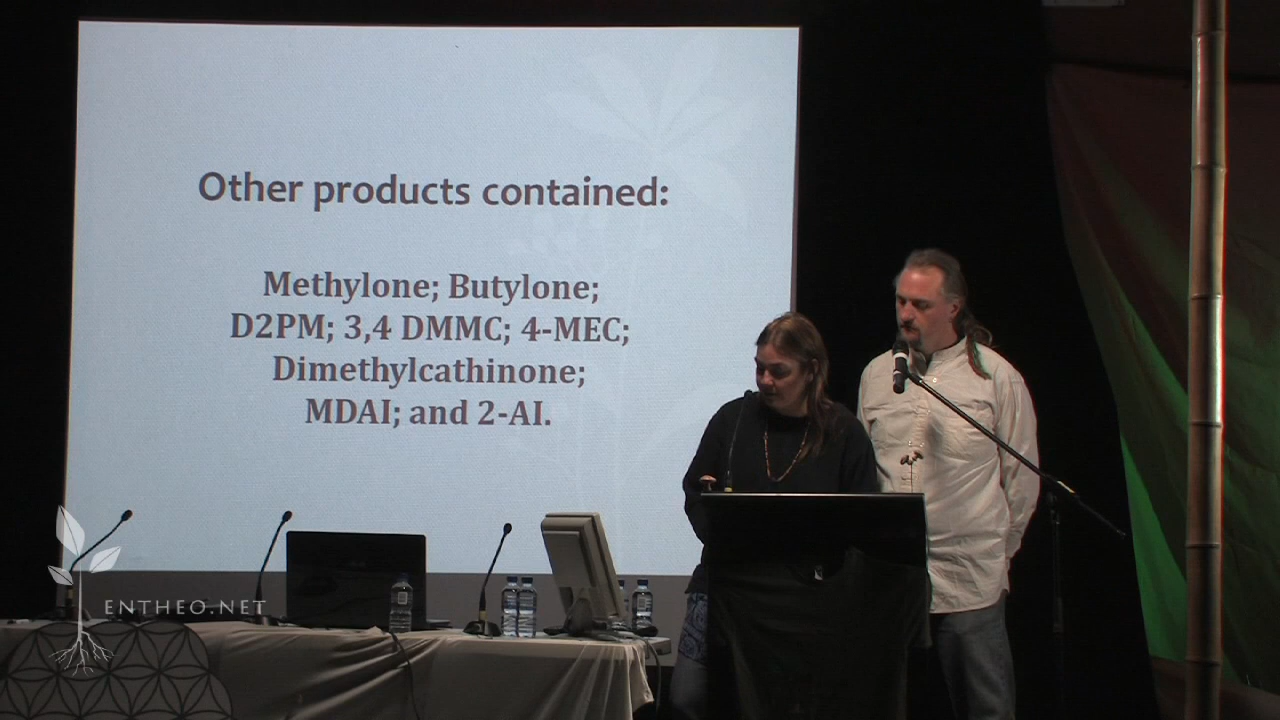 Other products contained:
Methylone; Butylone;
D2PM; 3,4 DMMC; 4-MEC;
Dimethylcathinone;
MDAI; and 2-AI.
ENTHEO.NET